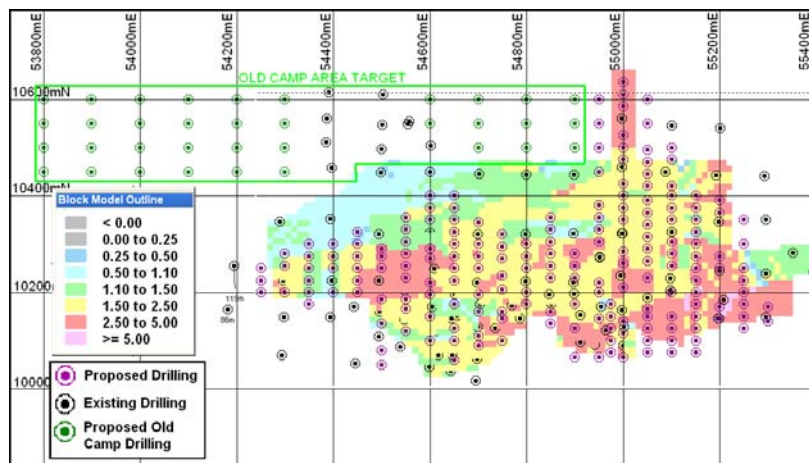 53800mE
54000mE
54200mE
54400mE
54600mE
54800mE
55000mE
55200mE
55400mE
OLD CAMP AREA TARGET
10600mN
10400mN
Block Model Outline
< 0.00
0.00 to 0.25
0.25 to 0.50
0.50 to 1.10
1.10 to 1.50
1.50 to 2.50
2.50 to 5.00
>= 5.00
10200mN
86m
10000mN
Proposed Drilling
Existing Drilling
Proposed Old
Camp Drilling